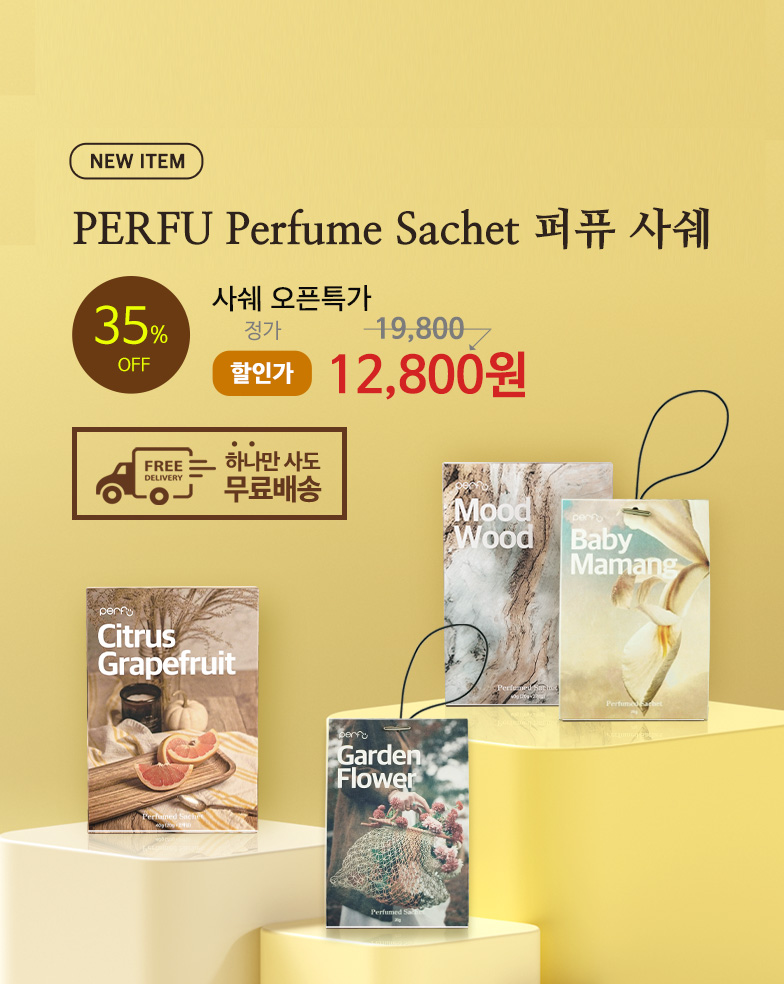 NEW ITEM
PERFU Perfume Sachet 퍼퓨 사쉐
35%
OFF
사쉐 오픈특가
정가 19,800
할인가 12,800원
FREE
DELIVERY
하나만 사도
무료배송
perfu
Mood
Wood
Perfumed Sachet
perfu
Baby
Mamang
Perfumed Sachet
perfu
Citrus
Grapefruit
Perfumed Sachet
perfu
Garden
Flower
Perfumed Sachet
20g